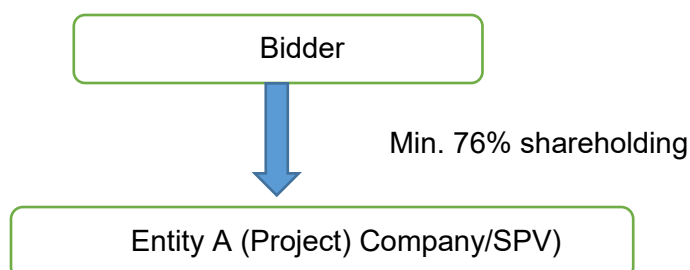 Bidder
Min. 76% shareholding
Entity A (Project) Company/SPV)